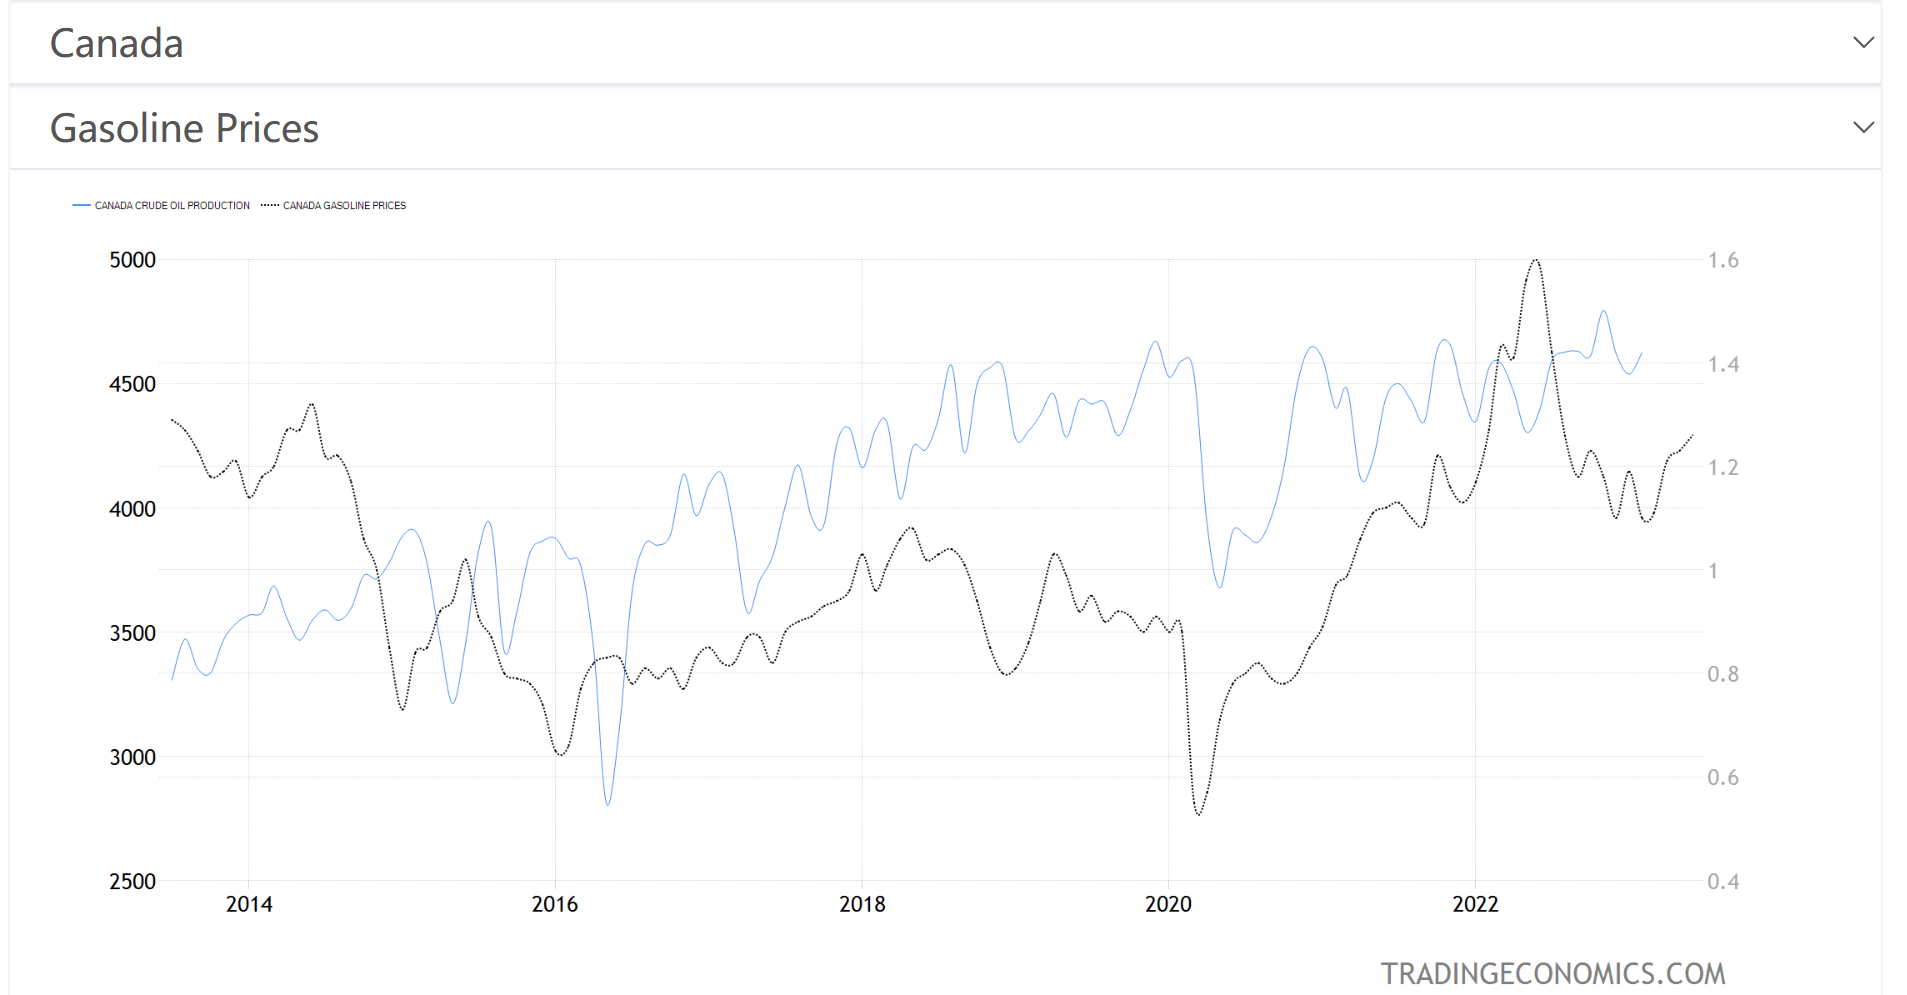 Canada
Gasoline Prices
CANADA CRUDE OIL PRODUCTION CANADA GASOLINE PRICES
5000 1.6
1.4
4500
1.2
4000
1
3500
0.8
3000
0.6
2500 0.4
2014 2016 2018 2020 2022
TRADINGECONOMICS.COM